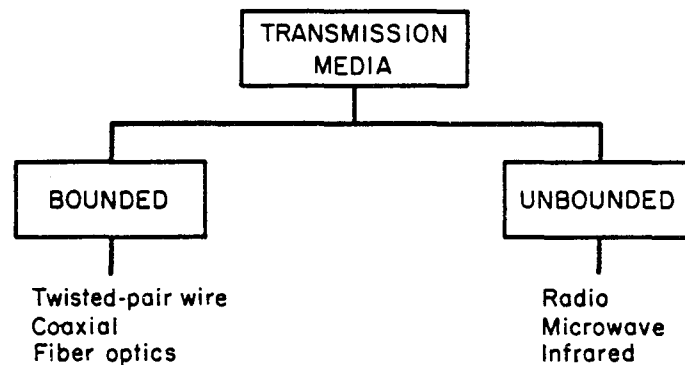 TRANSMISSION
MEDIA
BOUNDED
UNBOUNDED
Twisted-pair wire
Coaxial
Fiber optics
Radio
Microwave
Infrared